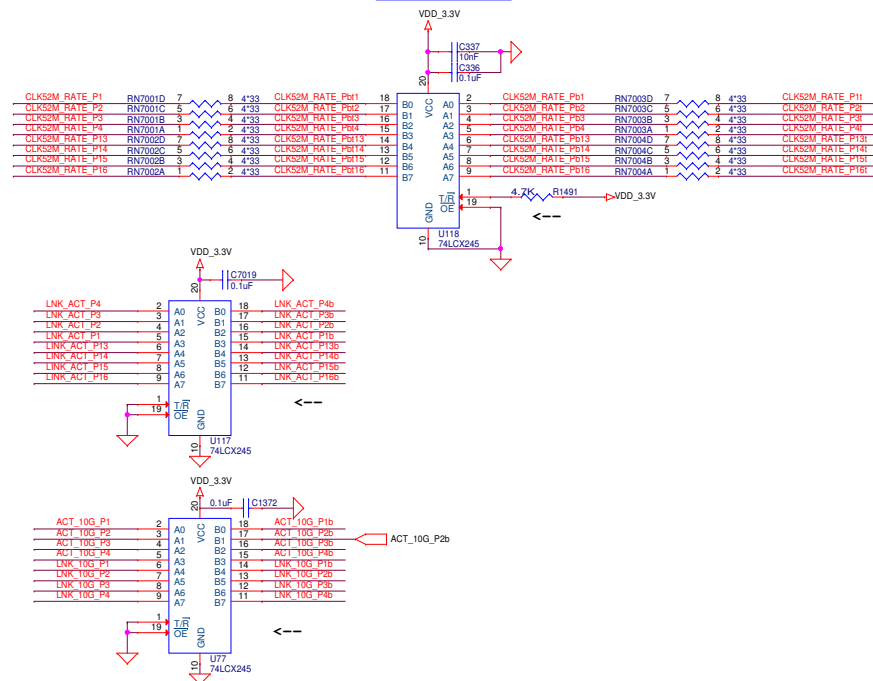 VDD_3.3V
C337
10nF
C336
0.1uF
20
CLK52M_RATE_P1 RN7001D 7 8 4*33 CLK52M_RATE_Pbt1 18 B0 VCC A0 2 CLK52M_RATE_Pb1 RN7003D 7 8 4*33 CLK52M_RATE_P1t
CLK52M_RATE_P2 RN7001C 5 6 4*33 CLK52M_RATE_Pbt2 17 B1 A1 3 CLK52M_RATE_Pb2 RN7003C 5 6 4*33 CLK52M_RATE_P2t
CLK52M_RATE_P3 RN7001B 3 4 4*33 CLK52M_RATE_Pbt3 16 B2 A2 4 CLK52M_RATE_Pb3 RN7003B 3 4 4*33 CLK52M_RATE_P3t
CLK52M_RATE_P4 RN7001A 1 2 4*33 CLK52M_RATE_Pbt4 15 B3 A3 5 CLK52M_RATE_Pb4 RN7003A 1 2 4*33 CLK52M_RATE_P4t
CLK52M_RATE_P13 RN7002D 7 8 4*33 CLK52M_RATE_Pbt13 14 B4 A4 6 CLK52M_RATE_Pb13 RN7004D 7 8 4*33 CLK52M_RATE_P13t
CLK52M_RATE_P14 RN7002C 5 6 4*33 CLK52M_RATE_Pbt14 13 B5 A5 7 CLK52M_RATE_Pb14 RN7004C 5 6 4*33 CLK52M_RATE_P14t
CLK52M_RATE_P15 RN7002B 3 4 4*33 CLK52M_RATE_Pbt15 12 B6 A6 8 CLK52M_RATE_Pb15 RN7004B 3 4 4*33 CLK52M_RATE_P15t
CLK52M_RATE_P16 RN7002A 1 2 4*33 CLK52M_RATE_Pbt16 11 B7 A7 9 CLK52M_RATE_Pb16 RN7004A 1 2 4*33 CLK52M_RATE_P16t
T/R 1 4.7K R1491 VDD_3.3V
GND OE 19
10 U118
74LCX245
VDD_3.3V
C7019
0.1uF
20
LNK_ACT_P4 2 A0 VCC B0 18 LNK_ACT_P4b
LNK_ACT_P3 3 A1 B1 17 LNK_ACT_P3b
LNK_ACT_P2 4 A2 B2 16 LNK_ACT_P2b
LNK_ACT_P1 5 A3 B3 15 LNK_ACT_P1b
LINK_ACT_P13 6 A4 B4 14 LNK_ACT_P13b
LNK_ACT_P14 7 A5 B5 13 LNK_ACT_P14b
LNK_ACT_P15 8 A6 B6 12 LNK_ACT_P15b
LNK_ACT_P16 9 A7 B7 11 LNK_ACT_P16b
1 T/R
19 OE GND
10 U117
74LCX245
VDD_3.3V
20 0.1uF C1372
ACT_10G_P1 2 A0 VCC B0 18 ACT_10G_P1b
ACT_10G_P2 3 A1 B1 17 ACT_10G_P2b ACT_10G_P2b
ACT_10G_P3 4 A2 B2 16 ACT_10G_P3b
ACT_10G_P4 5 A3 B3 15 ACT_10G_P4b
LNK_10G_P1 6 A4 B4 14 LNK_10G_P1b
LNK_10G_P2 7 A5 B5 13 LNK_10G_P2b
LNK_10G_P3 8 A6 B6 12 LNK_10G_P3b
LNK_10G_P4 9 A7 B7 11 LNK_10G_P4b
1 T/R
19 OE GND
10 U77
74LCX245